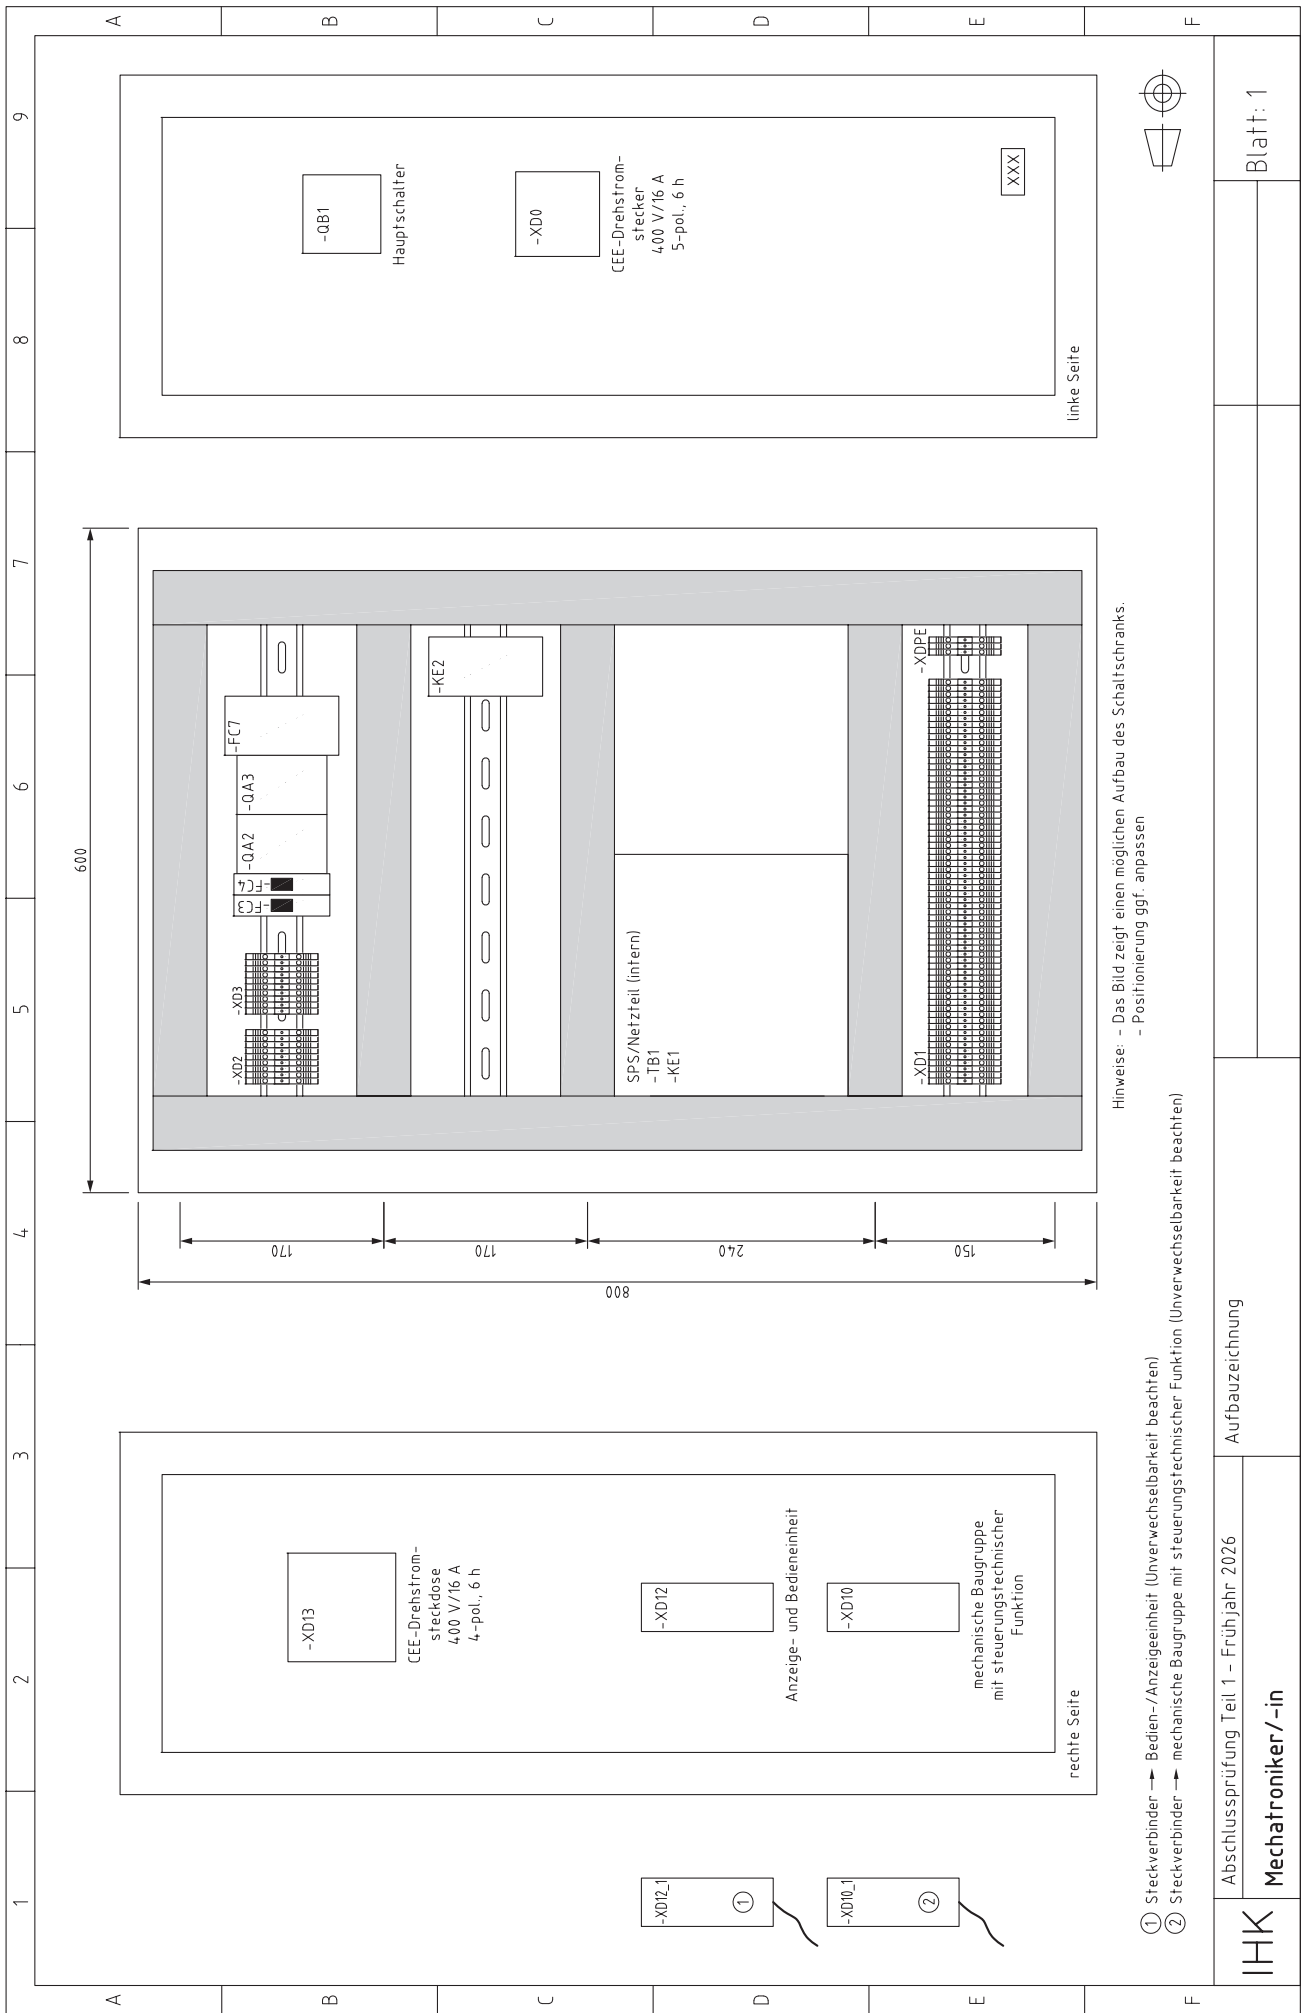 1 2 3 4 5 6 7 8 9
A A
B B
C C
D D
E E
F F
-XD12_1
1
-XD10_1
2
-XD13
CEE-Drehstrom-
steckdose
400 V/16 A
4-pol., 6 h
-XD12
Anzeige- und Bedieneinheit
-XD10
mechanische Baugruppe
mit steuerungstechnischer
Funktion
rechte Seite
600
800
170
170
240
150
-XD2
-XD3
-FC3
-FC4
-QA2
-QA3
-FC7
-KE2
SPS/Netzteil (intern)
-TB1
-KE1
-XD1
-XDPE
-QB1
Hauptschalter
-XD0
CEE-Drehstrom-
stecker
400 V/16 A
5-pol., 6 h
XXX
linke Seite
Hinweise: - Das Bild zeigt einen möglichen Aufbau des Schaltschranks.
- Positionierung ggf. anpassen
1 Steckverbinder → Bedien-/Anzeigeeinheit (Unverwechselbarkeit beachten)
2 Steckverbinder → mechanische Baugruppe mit steuerungstechnischer Funktion (Unverwechselbarkeit beachten)
IHK
Abschlussprüfung Teil 1 – Frühjahr 2026
Mechatroniker/-in
Aufbauzeichnung
Blatt: 1